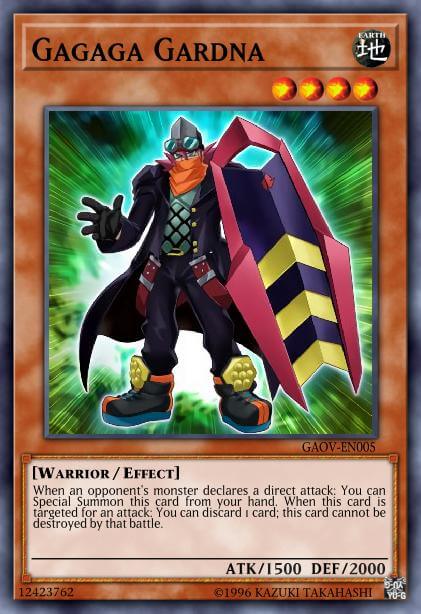 Gagaga Gardna
EARTH
地
GAOV-EN005
[Warrior / Effect]
When an opponent's monster declares a direct attack: You can
Special Summon this card from your hand. When this card is
targeted for an attack: You can discard 1 card; this card cannot be
destroyed by that battle.
ATK/1500 DEF/2000
12423762
©1996 KAZUKI TAKAHASHI